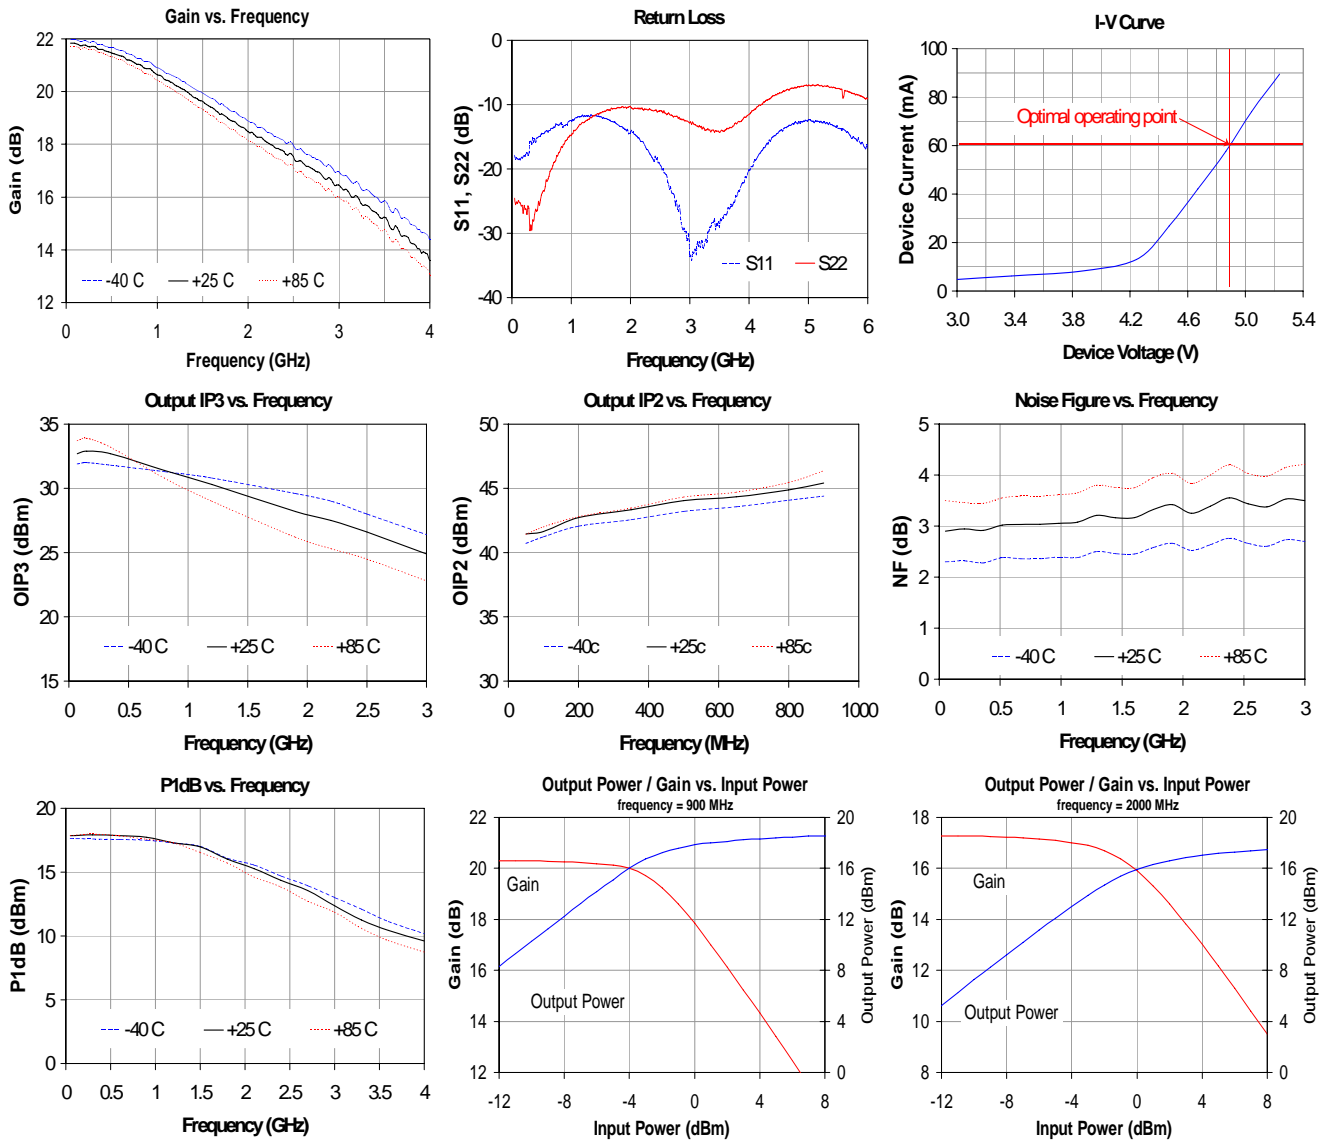 Gain vs. Frequency
Gain (dB)
22
20
18
16
14
12
-40 C
+25 C
+85 C
0
1
2
3
4
Frequency (GHz)
Return Loss
S11, S22 (dB)
0
-10
-20
-30
-40
S11
S22
0
1
2
3
4
5
6
Frequency (GHz)
I-V Curve
Device Current (mA)
100
80
60
40
20
0
Optimal operating point
3.0
3.4
3.8
4.2
4.6
5.0
5.4
Device Voltage (V)
Output IP3 vs. Frequency
OIP3 (dBm)
35
30
25
20
15
-40 C
+25 C
+85 C
0
0.5
1
1.5
2
2.5
3
Frequency (GHz)
Output IP2 vs. Frequency
OIP2 (dBm)
50
45
40
35
30
-40c
+25c
+85c
0
200
400
600
800
1000
Frequency (MHz)
Noise Figure vs. Frequency
NF (dB)
5
4
3
2
1
0
-40 C
+25 C
+85 C
0
0.5
1
1.5
2
2.5
3
Frequency (GHz)
P1dB vs. Frequency
P1dB (dBm)
20
15
10
5
0
-40 C
+25 C
+85 C
0
0.5
1
1.5
2
2.5
3
3.5
4
Frequency (GHz)
Output Power / Gain vs. Input Power
frequency = 900 MHz
Gain (dB)
22
20
18
16
14
12
Gain
Output Power
20
16
12
8
4
0
Output Power (dBm)
-12
-8
-4
0
4
8
Input Power (dBm)
Output Power / Gain vs. Input Power
frequency = 2000 MHz
Gain (dB)
18
16
14
12
10
8
Gain
Output Power
20
16
12
8
4
0
Output Power (dBm)
-12
-8
-4
0
4
8
Input Power (dBm)